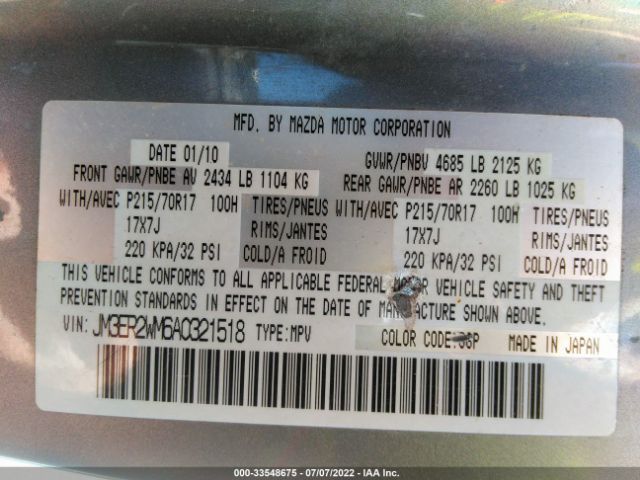 MFD. BY MAZDA MOTOR CORPORATION
DATE 01/10 GVWR/PNBV 4685 LB 2125 KG
FRONT GAWR/PNBE AV 2434 LB 1104 KG REAR GAWR/PNBE AR 2260 LB 1025 KG
WITH/AVEC P215/70R17 100H TIRES/PNEUS WITH/AVEC P215/70R17 100H TIRES/PNEUS
17X7J RIMS/JANTES 17X7J RIMS/JANTES
220 KPA/32 PSI COLD/A FROID 220 KPA/32 PSI COLD/A FROID
THIS VEHICLE CONFORMS TO ALL APPLICABLE FEDERAL MOTOR VEHICLE SAFETY AND THEFT
PREVENTION STANDARDS IN EFFECT ON THE DATE OF MANUFACTURE SHOWN ABOVE.
VIN: JM3ER2WM6A0321518 TYPE:MPV COLOR CODE: MADE IN JAPAN
000-33548675 - 07/07/2022 - IAA Inc.